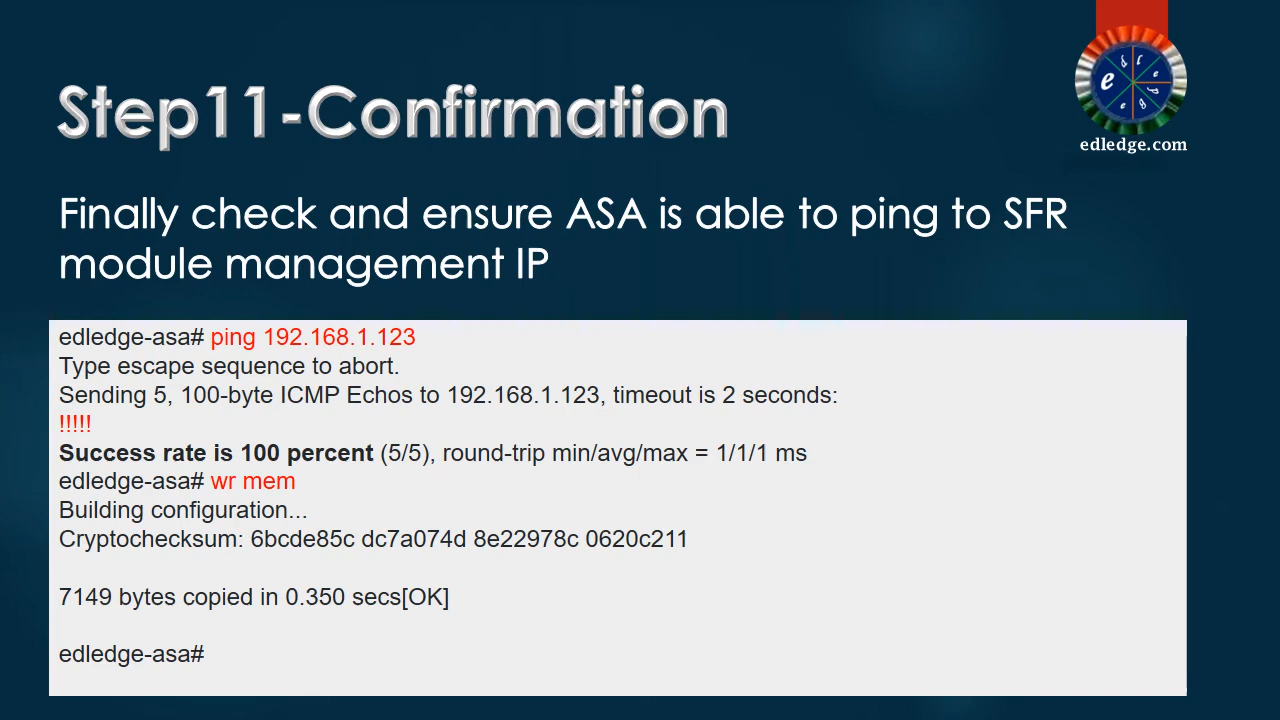 Step11-Confirmation
edledge.com
Finally check and ensure ASA is able to ping to SFR
module management IP
edledge-asa# ping 192.168.1.123
Type escape sequence to abort.
Sending 5, 100-byte ICMP Echos to 192.168.1.123, timeout is 2 seconds:
!!!!!
Success rate is 100 percent (5/5), round-trip min/avg/max = 1/1/1 ms
edledge-asa# wr mem
Building configuration...
Cryptochecksum: 6bcde85c dc7a074d 8e22978c 0620c211
7149 bytes copied in 0.350 secs[OK]
edledge-asa#